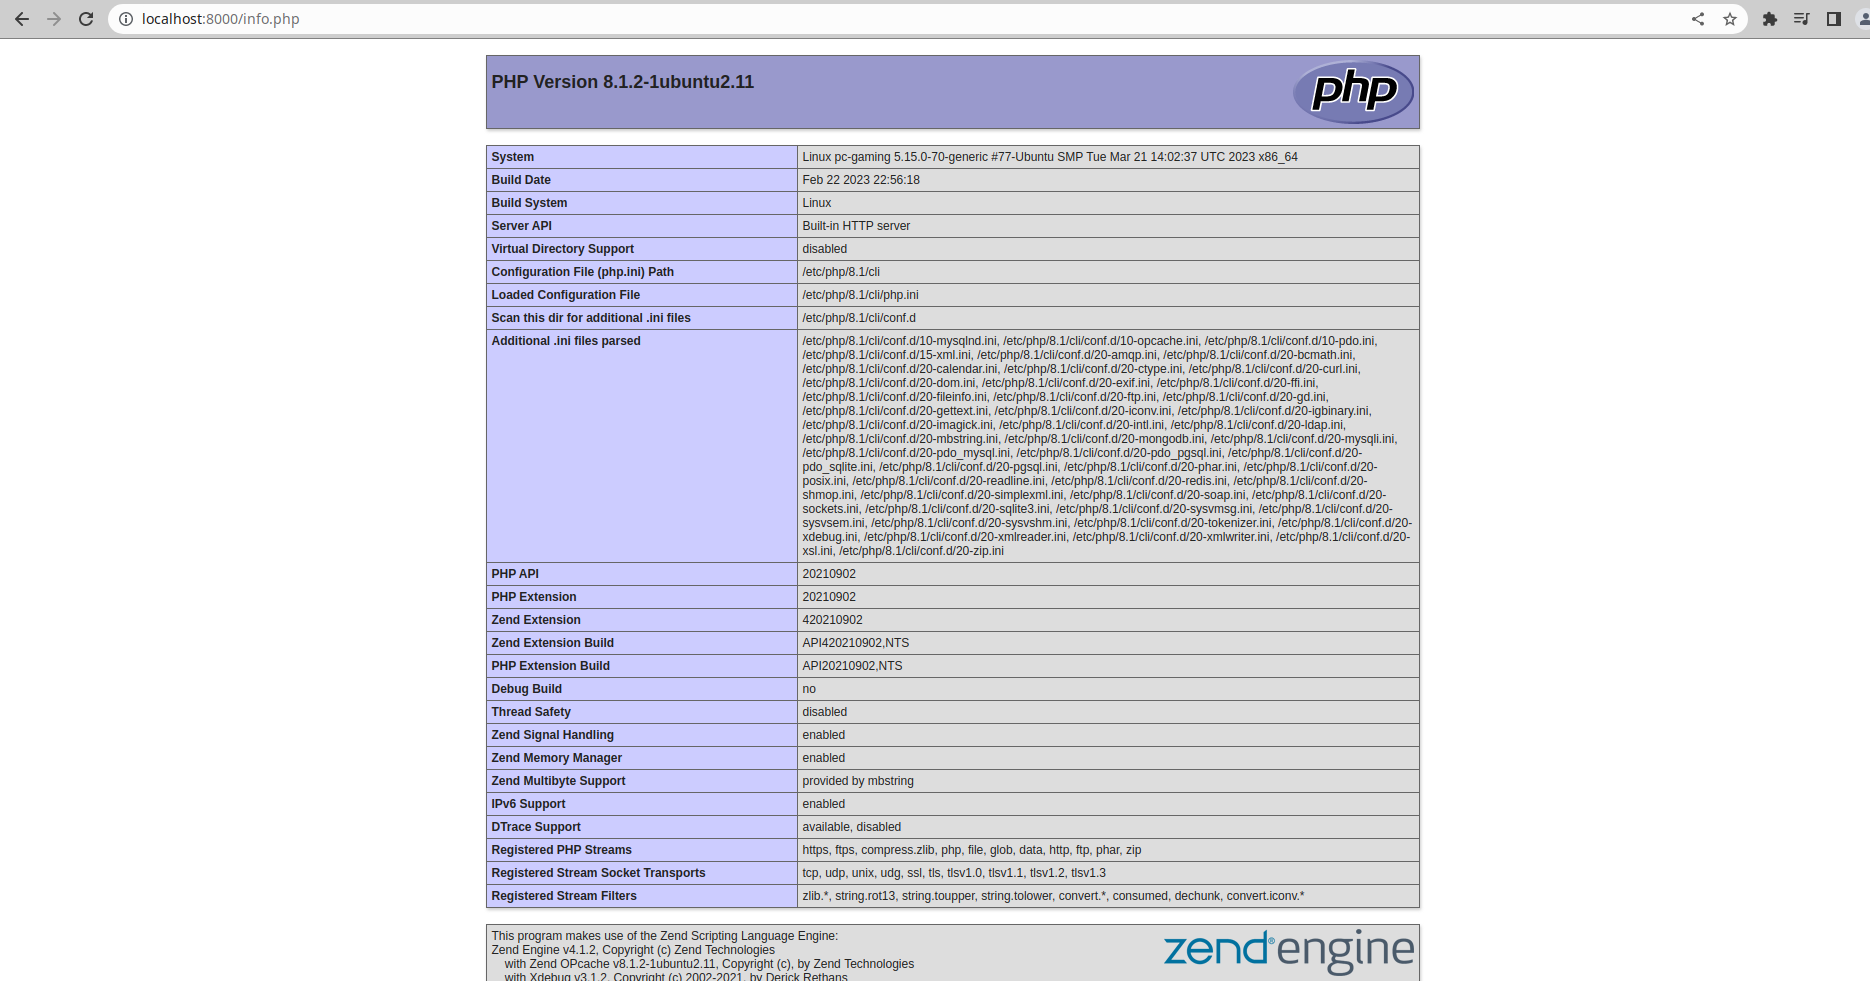 localhost:8000/info.php
PHP Version 8.1.2-1ubuntu2.11
php
System Linux pc-gaming 5.15.0-70-generic #77-Ubuntu SMP Tue Mar 21 14:02:37 UTC 2023 x86_64
Build Date Feb 22 2023 22:56:18
Build System Linux
Server API Built-in HTTP server
Virtual Directory Support disabled
Configuration File (php.ini) Path /etc/php/8.1/cli
Loaded Configuration File /etc/php/8.1/cli/php.ini
Scan this dir for additional .ini files /etc/php/8.1/cli/conf.d
Additional .ini files parsed /etc/php/8.1/cli/conf.d/10-mysqlnd.ini, /etc/php/8.1/cli/conf.d/10-opcache.ini, /etc/php/8.1/cli/conf.d/10-pdo.ini,
/etc/php/8.1/cli/conf.d/15-xml.ini, /etc/php/8.1/cli/conf.d/20-amqp.ini, /etc/php/8.1/cli/conf.d/20-bcmath.ini,
/etc/php/8.1/cli/conf.d/20-calendar.ini, /etc/php/8.1/cli/conf.d/20-ctype.ini, /etc/php/8.1/cli/conf.d/20-curl.ini,
/etc/php/8.1/cli/conf.d/20-dom.ini, /etc/php/8.1/cli/conf.d/20-exif.ini, /etc/php/8.1/cli/conf.d/20-ffi.ini,
/etc/php/8.1/cli/conf.d/20-fileinfo.ini, /etc/php/8.1/cli/conf.d/20-ftp.ini, /etc/php/8.1/cli/conf.d/20-gd.ini,
/etc/php/8.1/cli/conf.d/20-gettext.ini, /etc/php/8.1/cli/conf.d/20-iconv.ini, /etc/php/8.1/cli/conf.d/20-igbinary.ini,
/etc/php/8.1/cli/conf.d/20-imagick.ini, /etc/php/8.1/cli/conf.d/20-intl.ini, /etc/php/8.1/cli/conf.d/20-ldap.ini,
/etc/php/8.1/cli/conf.d/20-mbstring.ini, /etc/php/8.1/cli/conf.d/20-mongodb.ini, /etc/php/8.1/cli/conf.d/20-mysqli.ini,
/etc/php/8.1/cli/conf.d/20-pdo_mysql.ini, /etc/php/8.1/cli/conf.d/20-pdo_pgsql.ini, /etc/php/8.1/cli/conf.d/20-
pdo_sqlite.ini, /etc/php/8.1/cli/conf.d/20-pgsql.ini, /etc/php/8.1/cli/conf.d/20-phar.ini, /etc/php/8.1/cli/conf.d/20-
posix.ini, /etc/php/8.1/cli/conf.d/20-readline.ini, /etc/php/8.1/cli/conf.d/20-redis.ini, /etc/php/8.1/cli/conf.d/20-
shmop.ini, /etc/php/8.1/cli/conf.d/20-simplexml.ini, /etc/php/8.1/cli/conf.d/20-soap.ini, /etc/php/8.1/cli/conf.d/20-
sockets.ini, /etc/php/8.1/cli/conf.d/20-sqlite3.ini, /etc/php/8.1/cli/conf.d/20-sysvmsg.ini, /etc/php/8.1/cli/conf.d/20-
sysvsem.ini, /etc/php/8.1/cli/conf.d/20-sysvshm.ini, /etc/php/8.1/cli/conf.d/20-tokenizer.ini, /etc/php/8.1/cli/conf.d/20-
xdebug.ini, /etc/php/8.1/cli/conf.d/20-xmlreader.ini, /etc/php/8.1/cli/conf.d/20-xmlwriter.ini, /etc/php/8.1/cli/conf.d/20-
xsl.ini, /etc/php/8.1/cli/conf.d/20-zip.ini
PHP API 20210902
PHP Extension 20210902
Zend Extension 420210902
Zend Extension Build API420210902,NTS
PHP Extension Build API20210902,NTS
Debug Build no
Thread Safety disabled
Zend Signal Handling enabled
Zend Memory Manager enabled
Zend Multibyte Support provided by mbstring
IPv6 Support enabled
DTrace Support available, disabled
Registered PHP Streams https, ftps, compress.zlib, php, file, glob, data, http, ftp, phar, zip
Registered Stream Socket Transports tcp, udp, unix, udg, ssl, tls, tlsv1.0, tlsv1.1, tlsv1.2, tlsv1.3
Registered Stream Filters zlib.*, string.rot13, string.toupper, string.tolower, convert.*, consumed, dechunk, convert.iconv.*
This program makes use of the Zend Scripting Language Engine:
Zend Engine v4.1.2, Copyright (c) Zend Technologies
with Zend OPcache v8.1.2-1ubuntu2.11, Copyright (c), by Zend Technologies
with Xdebug v3.1.2, Copyright (c) 2002-2021, by Derick Rethans
zend®engine